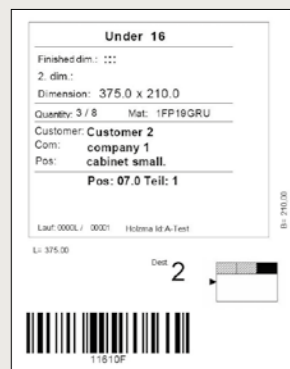 Under 16
Finished dim.: :::
2. dim.:
Dimension: 375.0 x 210.0
Quantity: 3 / 8 Mat: 1FP19GRU
Customer: Customer 2
Com: company 1
Pos: cabinet small.
Pos: 07.0 Teil: 1
Lauf: 0000L / 00001 Holzma Id:A-Test
B= 210.00
L= 375.00
Dest 2
11610F